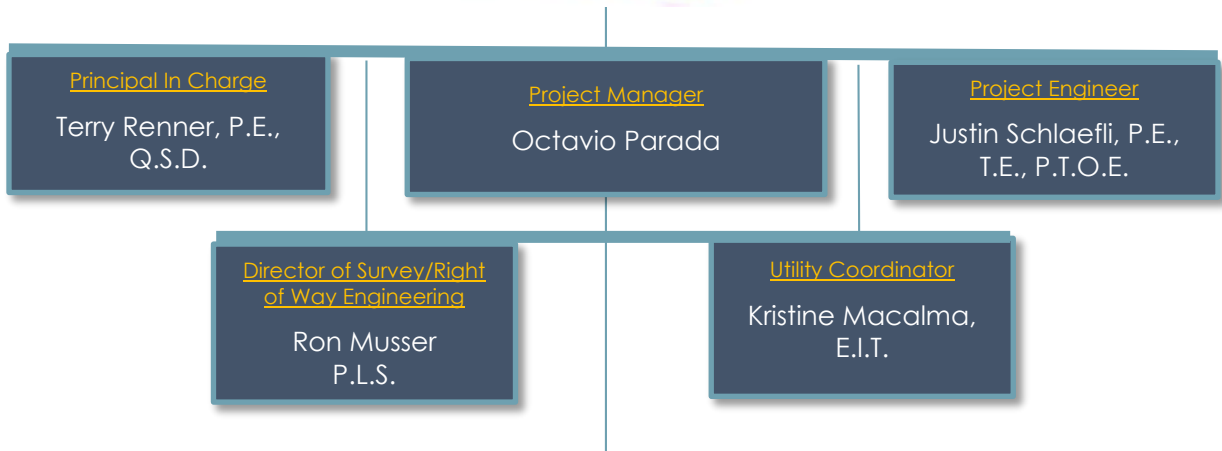 Principal In Charge
Terry Renner, P.E.,
Q.S.D.
Project Manager
Octavio Parada
Project Engineer
Justin Schlaefli, P.E.,
T.E., P.T.O.E.
Director of Survey/Right
of Way Engineering
Ron Musser
P.L.S.
Utility Coordinator
Kristine Macalma,
E.I.T.